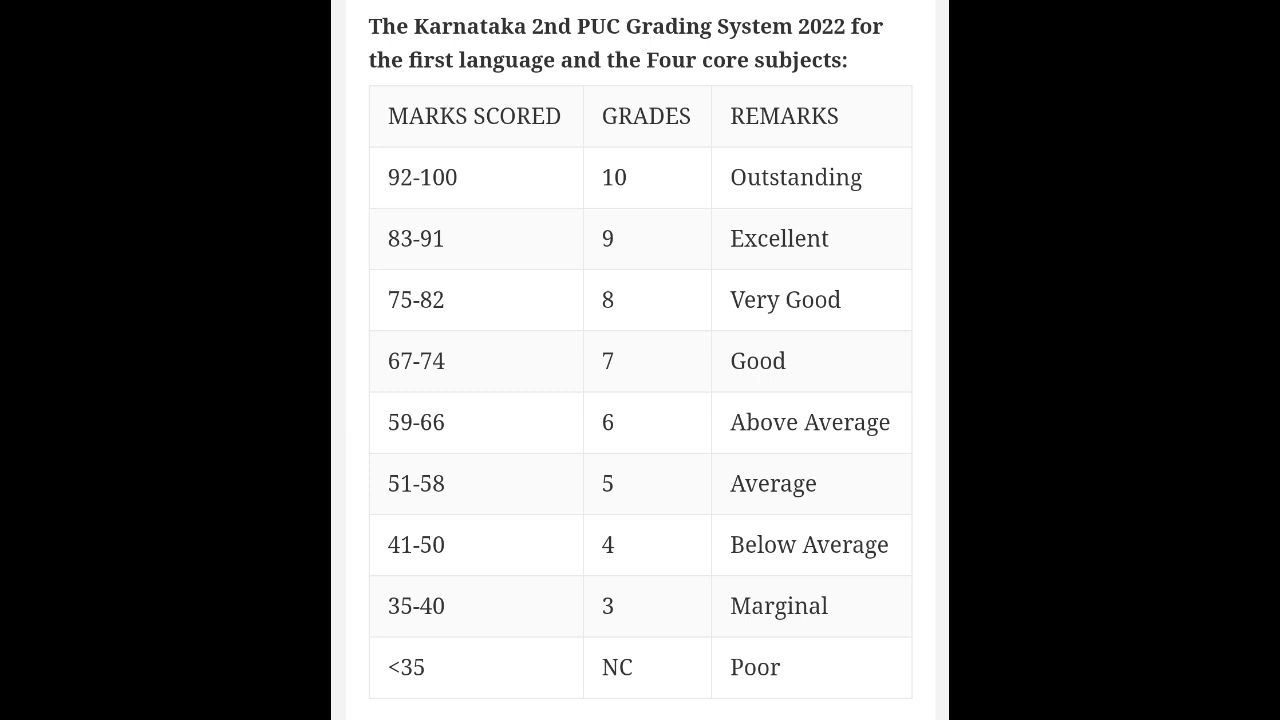 The Karnataka 2nd PUC Grading System 2022 for
the first language and the Four core subjects:
MARKS SCORED GRADES REMARKS
92-100 10 Outstanding
83-91 9 Excellent
75-82 8 Very Good
67-74 7 Good
59-66 6 Above Average
51-58 5 Average
41-50 4 Below Average
35-40 3 Marginal
<35 NC Poor